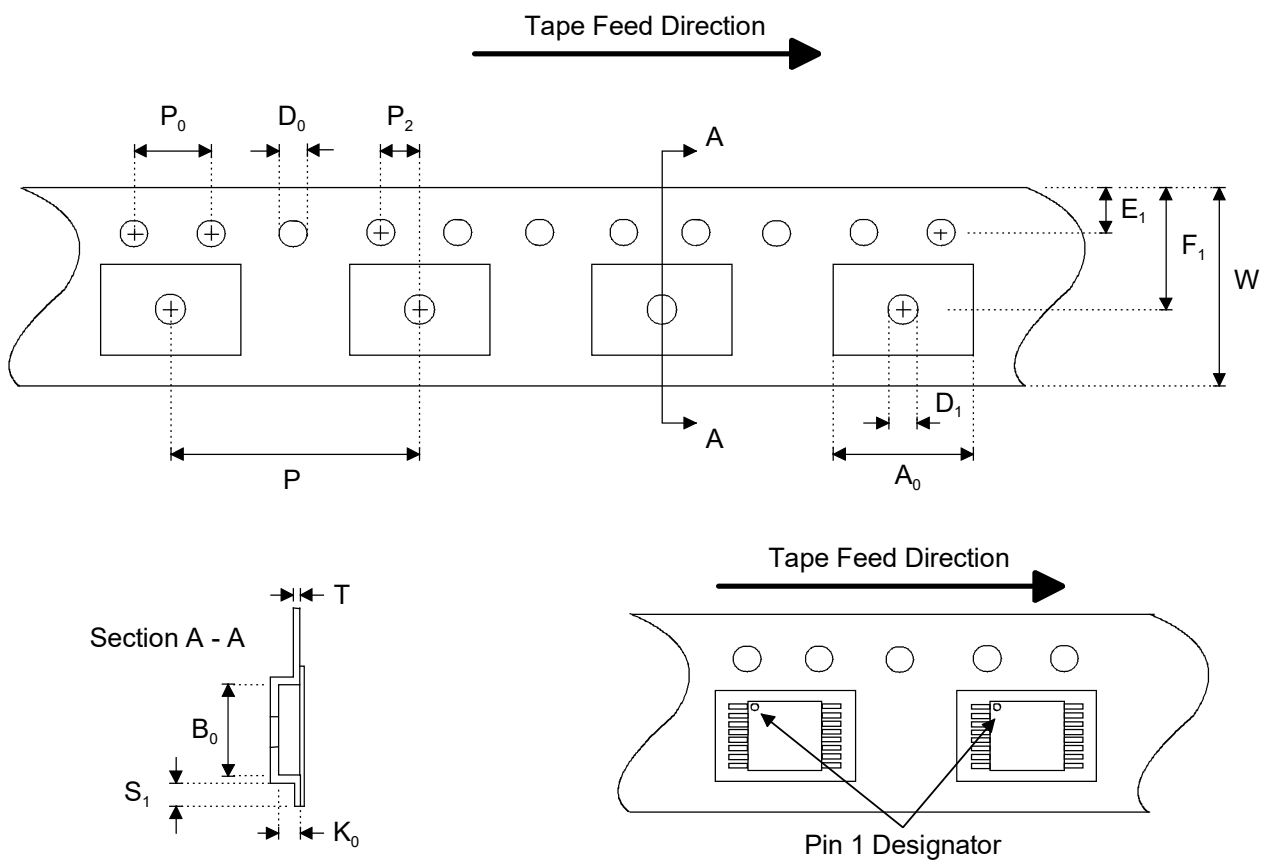 Tape Feed Direction
P₀
D₀
P₂
A
E₁
F₁
W
D₁
A
A₀
P
Tape Feed Direction
T
Section A - A
B₀
S₁
K₀
Pin 1 Designator